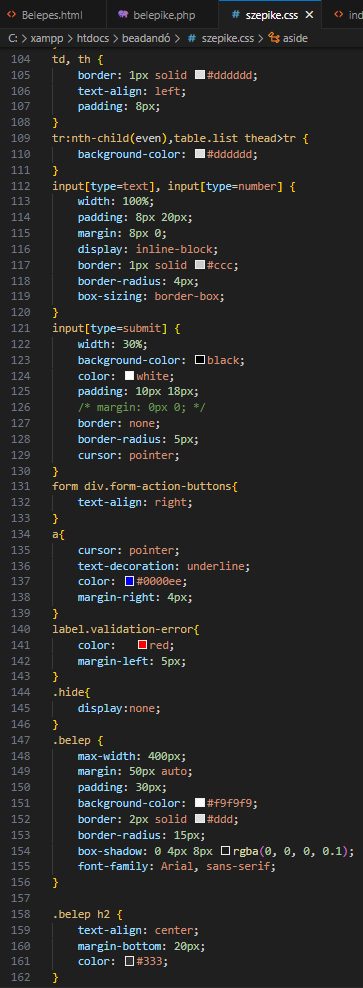 Belepes.html
belepike.php
szepike.css
ind
C: > xampp > htdocs > beadandó > szepike.css > aside
104 td, th {
105 border: 1px solid #dddddd;
106 text-align: left;
107 padding: 8px;
108 }
109 tr:nth-child(even),table.list thead>tr {
110 background-color: #dddddd;
111 }
112 input[type=text], input[type=number] {
113 width: 100%;
114 padding: 8px 20px;
115 margin: 8px 0;
116 display: inline-block;
117 border: 1px solid #ccc;
118 border-radius: 4px;
119 box-sizing: border-box;
120 }
121 input[type=submit] {
122 width: 30%;
123 background-color: black;
124 color: white;
125 padding: 10px 18px;
126 /* margin: 0px 0; */
127 border: none;
128 border-radius: 5px;
129 cursor: pointer;
130 }
131 form div.form-action-buttons{
132 text-align: right;
133 }
134 a{
135 cursor: pointer;
136 text-decoration: underline;
137 color: #0000ee;
138 margin-right: 4px;
139 }
140 label.validation-error{
141 color: red;
142 margin-left: 5px;
143 }
144 .hide{
145 display:none;
146 }
147 .belep {
148 max-width: 400px;
149 margin: 50px auto;
150 padding: 30px;
151 background-color: #f9f9f9;
152 border: 2px solid #ddd;
153 border-radius: 15px;
154 box-shadow: 0 4px 8px rgba(0, 0, 0, 0.1);
155 font-family: Arial, sans-serif;
156 }
157
158 .belep h2 {
159 text-align: center;
160 margin-bottom: 20px;
161 color: #333;
162 }